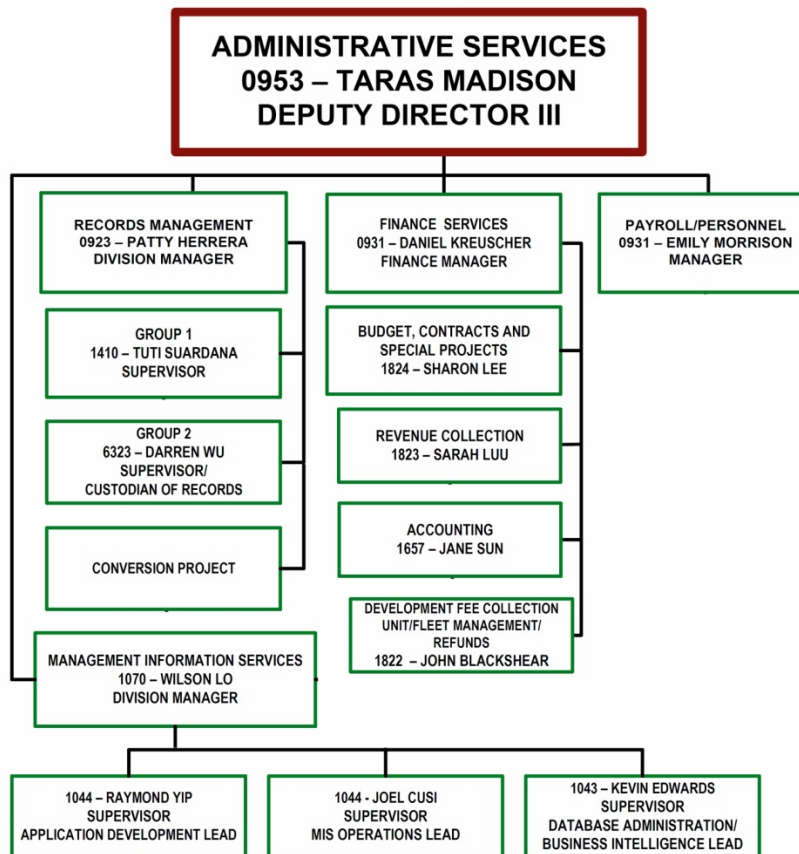 ADMINISTRATIVE SERVICES
0953 – TARAS MADISON
DEPUTY DIRECTOR III
RECORDS MANAGEMENT
0923 – PATTY HERRERA
DIVISION MANAGER
FINANCE SERVICES
0931 – DANIEL KREUSCHER
FINANCE MANAGER
PAYROLL/PERSONNEL
0931 – EMILY MORRISON
MANAGER
GROUP 1
1410 – TUTI SUARDANA
SUPERVISOR
BUDGET, CONTRACTS AND
SPECIAL PROJECTS
1824 – SHARON LEE
GROUP 2
6323 – DARREN WU
SUPERVISOR/
CUSTODIAN OF RECORDS
REVENUE COLLECTION
1823 – SARAH LUU
CONVERSION PROJECT
ACCOUNTING
1657 – JANE SUN
DEVELOPMENT FEE COLLECTION
UNIT/FLEET MANAGEMENT/
REFUNDS
1822 – JOHN BLACKSHEAR
MANAGEMENT INFORMATION SERVICES
1070 – WILSON LO
DIVISION MANAGER
1044 – RAYMOND YIP
SUPERVISOR
APPLICATION DEVELOPMENT LEAD
1044 - JOEL CUSI
SUPERVISOR
MIS OPERATIONS LEAD
1043 – KEVIN EDWARDS
SUPERVISOR
DATABASE ADMINISTRATION/
BUSINESS INTELLIGENCE LEAD